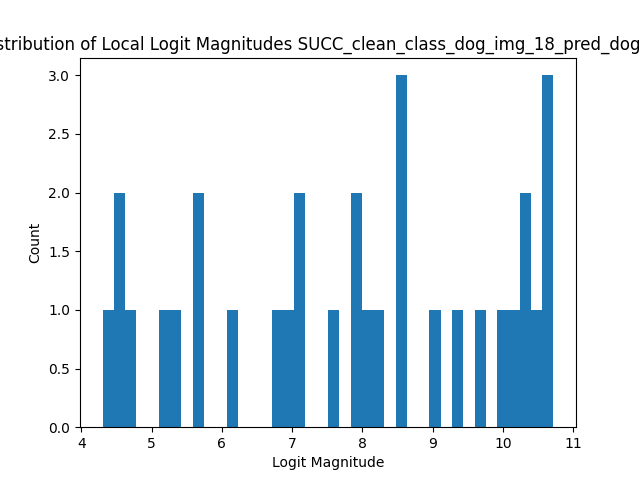 stribution of Local Logit Magnitudes SUCC_clean_class_dog_img_18_pred_dog
3.0
2.5
2.0
1.5
1.0
0.5
0.0
Count
4 5 6 7 8 9 10 11
Logit Magnitude